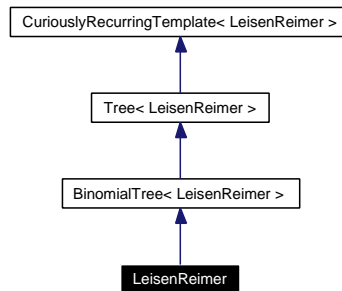 CuriouslyRecurringTemplate< LeisenReimer >
Tree< LeisenReimer >
BinomialTree< LeisenReimer >
LeisenReimer